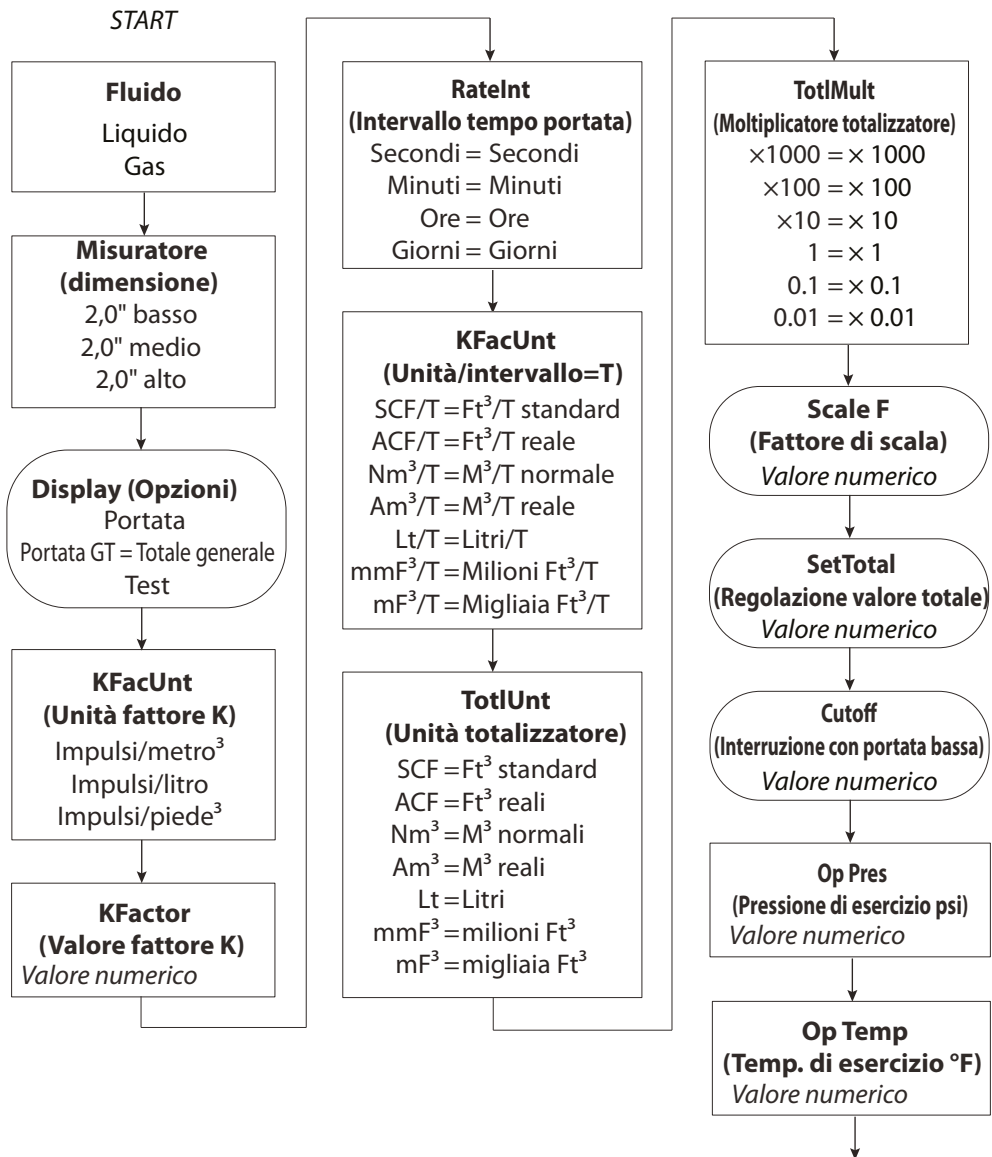 START
Fluido
Liquido
Gas
Misuratore
(dimensione)
2,0" basso
2,0" medio
2,0" alto
Display (Opzioni)
Portata
Portata GT = Totale generale
Test
KFacUnt
(Unità fattore K)
Impulsi/metro³
Impulsi/litro
Impulsi/piede³
KFactor
(Valore fattore K)
Valore numerico
RateInt
(Intervallo tempo portata)
Secondi = Secondi
Minuti = Minuti
Ore = Ore
Giorni = Giorni
KFacUnt
(Unità/intervallo=T)
SCF/T = Ft³/T standard
ACF/T = Ft³/T reale
Nm³/T = M³/T normale
Am³/T = M³/T reale
Lt/T = Litri/T
mmF³/T = Milioni Ft³/T
mF³/T = Migliaia Ft³/T
TotlUnt
(Unità totalizzatore)
SCF = Ft³ standard
ACF = Ft³ reali
Nm³ = M³ normali
Am³ = M³ reali
Lt = Litri
mmF³ = milioni Ft³
mF³ = migliaia Ft³
TotlMult
(Moltiplicatore totalizzatore)
×1000 = × 1000
×100 = × 100
×10 = × 10
1 = × 1
0.1 = × 0.1
0.01 = × 0.01
Scale F
(Fattore di scala)
Valore numerico
SetTotal
(Regolazione valore totale)
Valore numerico
Cutoff
(Interruzione con portata bassa)
Valore numerico
Op Pres
(Pressione di esercizio psi)
Valore numerico
Op Temp
(Temp. di esercizio °F)
Valore numerico